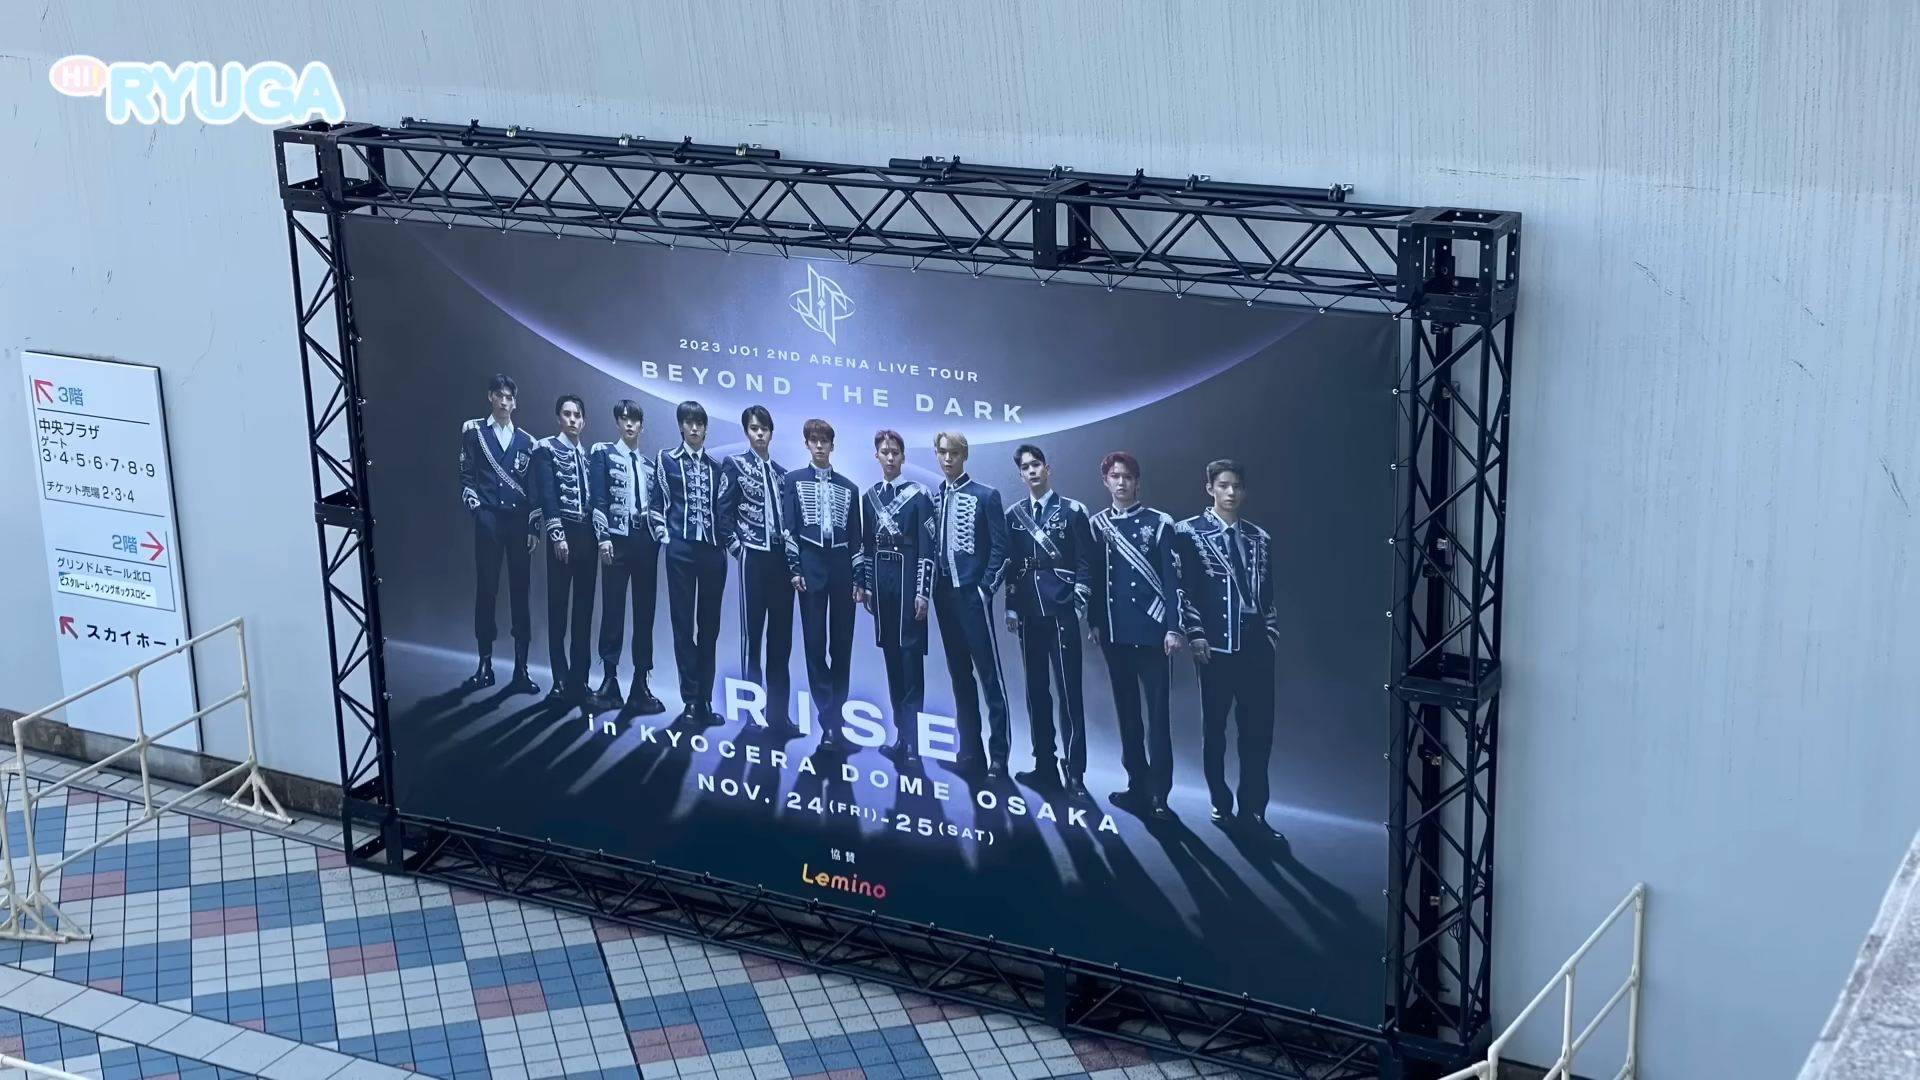 HI! RYUGA
2023 JO1 2ND ARENA LIVE TOUR
BEYOND THE DARK
RISE
in KYOCERA DOME OSAKA
NOV. 24(FRI)-25(SAT)
協賛
Lemino
3階
中央プラザ
ゲート
3・4・5・6・7・8・9
チケット売場 2・3・4
2階
グリンドムモール北口
ビスタルーム・ウィングボックスロビー
スカイホー